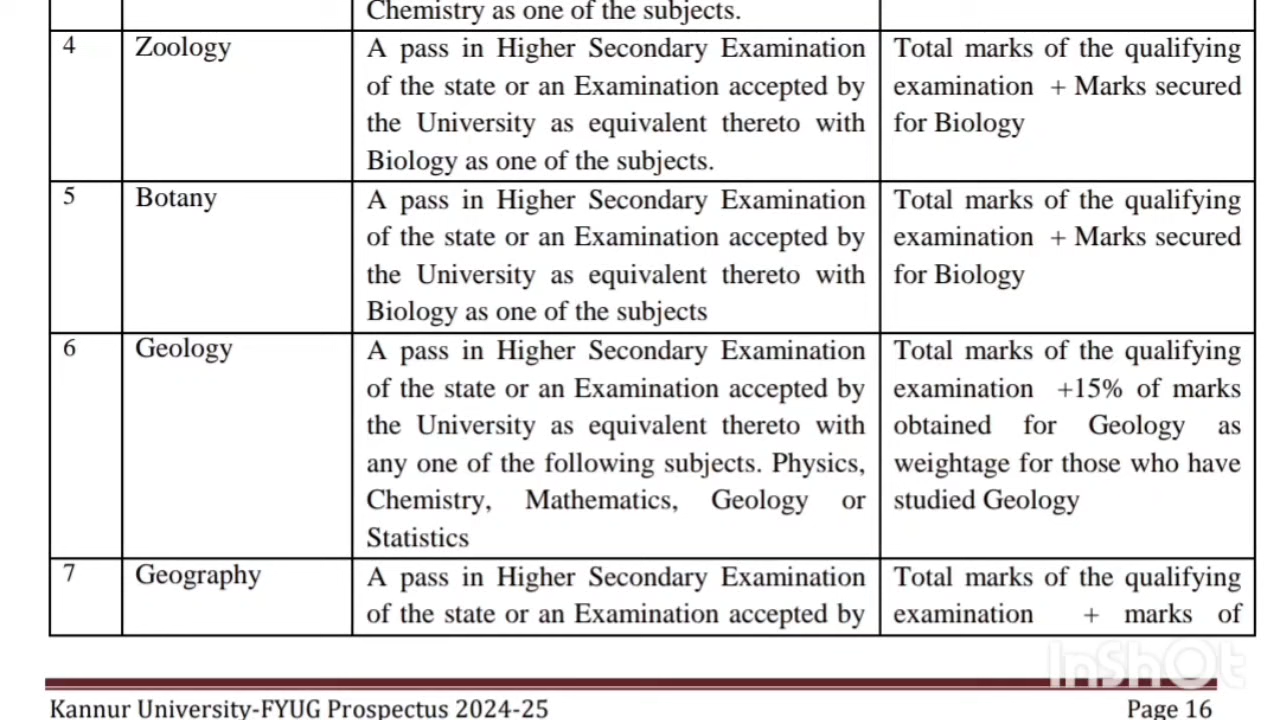 Chemistry as one of the subjects.
4 Zoology A pass in Higher Secondary Examination Total marks of the qualifying
of the state or an Examination accepted by examination + Marks secured
the University as equivalent thereto with for Biology
Biology as one of the subjects.
5 Botany A pass in Higher Secondary Examination Total marks of the qualifying
of the state or an Examination accepted by examination + Marks secured
the University as equivalent thereto with for Biology
Biology as one of the subjects
6 Geology A pass in Higher Secondary Examination Total marks of the qualifying
of the state or an Examination accepted by examination +15% of marks
the University as equivalent thereto with obtained for Geology as
any one of the following subjects. Physics, weightage for those who have
Chemistry, Mathematics, Geology or studied Geology
Statistics
7 Geography A pass in Higher Secondary Examination Total marks of the qualifying
of the state or an Examination accepted by examination + marks of
InShOt
Kannur University-FYUG Prospectus 2024-25 Page 16